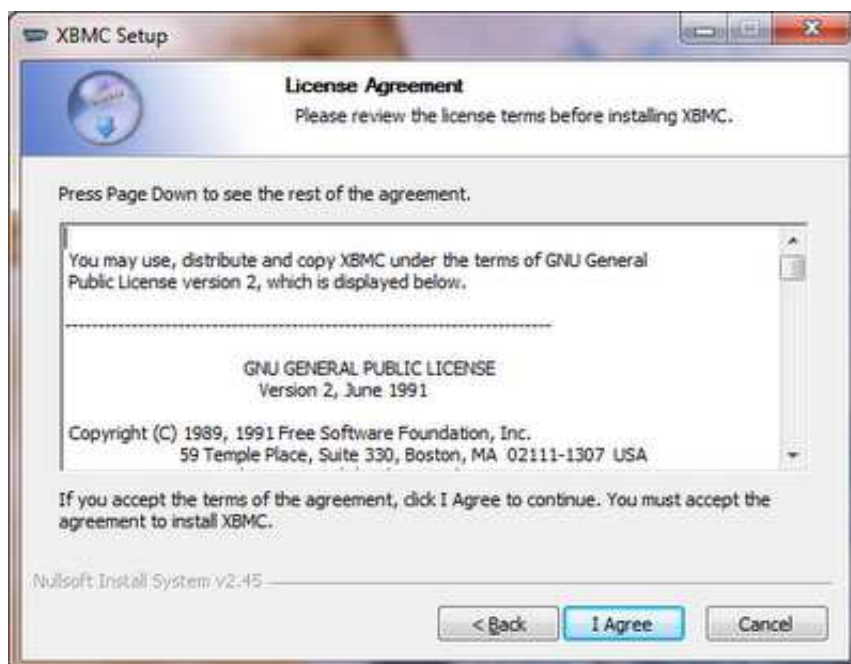 XBMC Setup
License Agreement
Please review the license terms before installing XBMC.
Press Page Down to see the rest of the agreement.
You may use, distribute and copy XBMC under the terms of GNU General
Public License version 2, which is displayed below.
----------------------------------------------------------------------
GNU GENERAL PUBLIC LICENSE
Version 2, June 1991
Copyright (C) 1989, 1991 Free Software Foundation, Inc.
59 Temple Place, Suite 330, Boston, MA 02111-1307 USA
If you accept the terms of the agreement, click I Agree to continue. You must accept the
agreement to install XBMC.
Nullsoft Install System v2.45
< Back
I Agree
Cancel